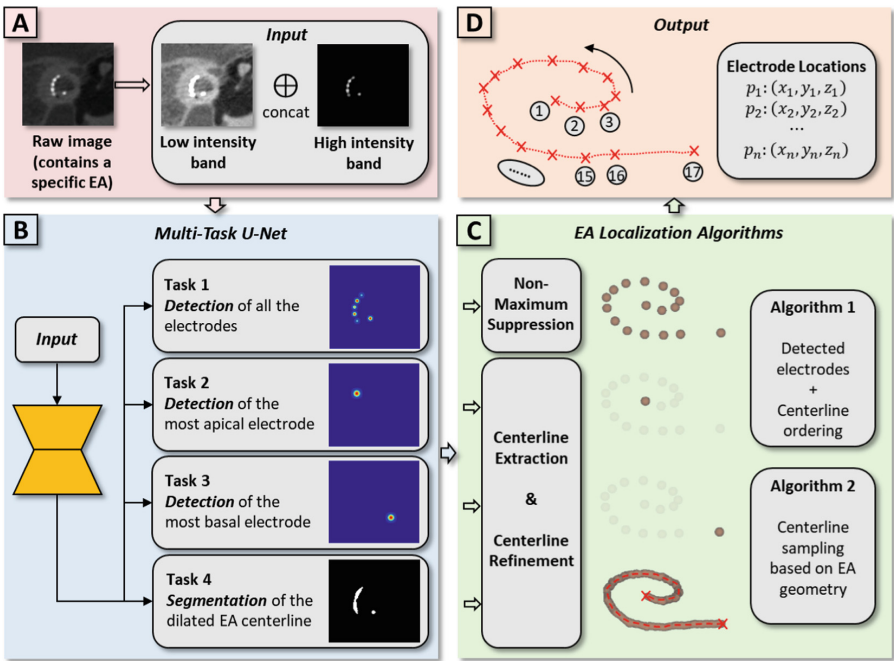 A
Input
Raw image
(contains a
specific EA)
Low intensity
band
concat
High intensity
band
D
Output
1
2
3
15
16
17
Electrode Locations
p₁: (x₁, y₁, z₁)
p₂: (x₂, y₂, z₂)
...
pₙ: (xₙ, yₙ, zₙ)
B
Multi-Task U-Net
Input
Task 1
Detection of all the
electrodes
Task 2
Detection of the
most apical electrode
Task 3
Detection of the
most basal electrode
Task 4
Segmentation of the
dilated EA centerline
C
EA Localization Algorithms
Non-
Maximum
Suppression
Centerline
Extraction
&
Centerline
Refinement
Algorithm 1
Detected
electrodes
+
Centerline
ordering
Algorithm 2
Centerline
sampling
based on EA
geometry